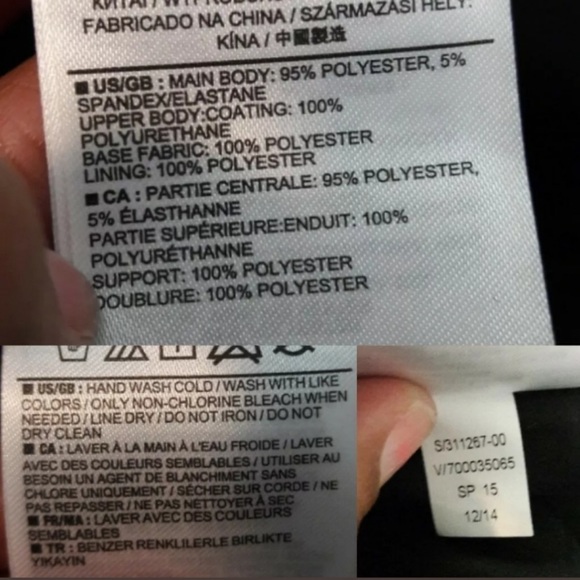 FABRICADO NA CHINA / SZÁRMAZÁSI HELY:
KÍNA / 中國製造
■ US/GB : MAIN BODY: 95% POLYESTER, 5%
SPANDEX/ELASTANE
UPPER BODY:COATING: 100%
POLYURETHANE
BASE FABRIC: 100% POLYESTER
LINING: 100% POLYESTER
■ CA : PARTIE CENTRALE: 95% POLYESTER,
5% ÉLASTHANNE
PARTIE SUPÉRIEURE:ENDUIT: 100%
POLYURÉTHANNE
SUPPORT: 100% POLYESTER
DOUBLURE: 100% POLYESTER
■ US/GB : HAND WASH COLD / WASH WITH LIKE
COLORS / ONLY NON-CHLORINE BLEACH WHEN
NEEDED / LINE DRY / DO NOT IRON / DO NOT
DRY CLEAN
■ CA : LAVER À LA MAIN À L'EAU FROIDE / LAVER
AVEC DES COULEURS SEMBLABLES / UTILISER AU
BESOIN UN AGENT DE BLANCHIMENT SANS
CHLORE UNIQUEMENT / SÉCHER SUR CORDE / NE
PAS REPASSER / NE PAS NETTOYER À SEC
■ FR/MA : LAVER AVEC DES COULEURS
SEMBLABLES
■ TR : BENZER RENKLILERLE BIRLIKTE
YIKAYIN
S/311267-00
V/700035065
SP 15
12/14